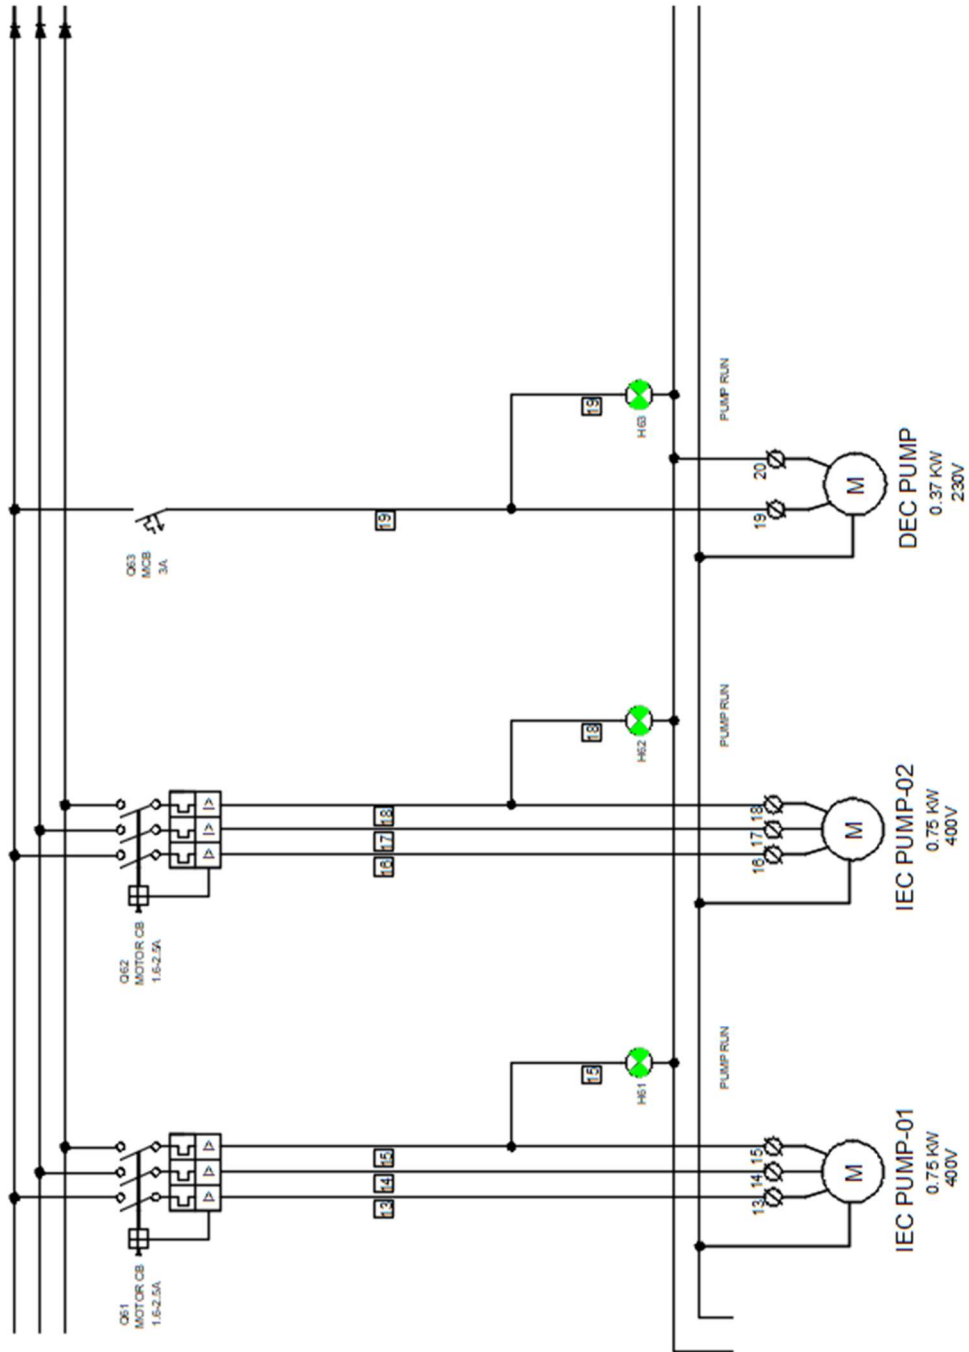 Q61
MOTOR CB
1.6-2.5A
13
14
15
15
H61
PUMP RUN
13
14
15
M
IEC PUMP-01
0.75 KW
400V
Q62
MOTOR CB
1.6-2.5A
16
17
18
18
H62
PUMP RUN
16
17
18
M
IEC PUMP-02
0.75 KW
400V
Q63
MCB
3A
19
19
H63
PUMP RUN
19
20
M
DEC PUMP
0.37 KW
230V